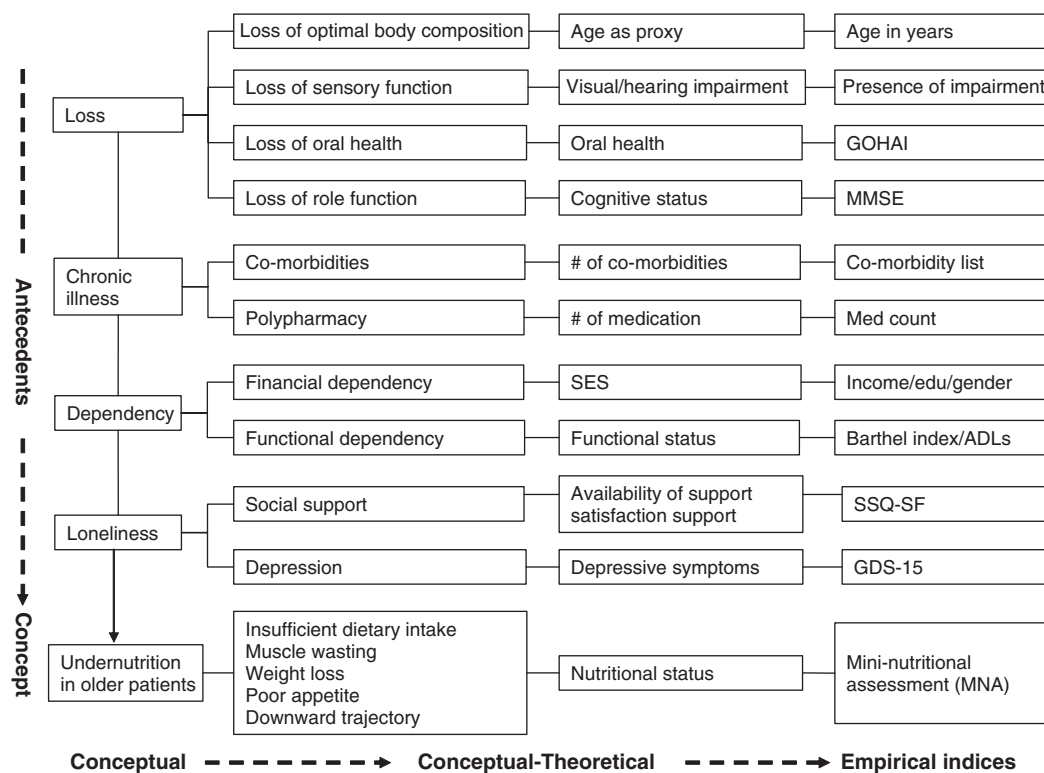 Loss of optimal body composition
Age as proxy
Age in years
Loss of sensory function
Visual/hearing impairment
Presence of impairment
Loss
Loss of oral health
Oral health
GOHAI
Loss of role function
Cognitive status
MMSE
Chronic
illness
Co-morbidities
# of co-morbidities
Co-morbidity list
Polypharmacy
# of medication
Med count
Dependency
Financial dependency
SES
Income/edu/gender
Functional dependency
Functional status
Barthel index/ADLs
Loneliness
Social support
Availability of support
satisfaction support
SSQ-SF
Depression
Depressive symptoms
GDS-15
Undernutrition
in older patients
Insufficient dietary intake
Muscle wasting
Weight loss
Poor appetite
Downward trajectory
Nutritional status
Mini-nutritional
assessment (MNA)
Antecedents
Concept
Conceptual
Conceptual-Theoretical
Empirical indices